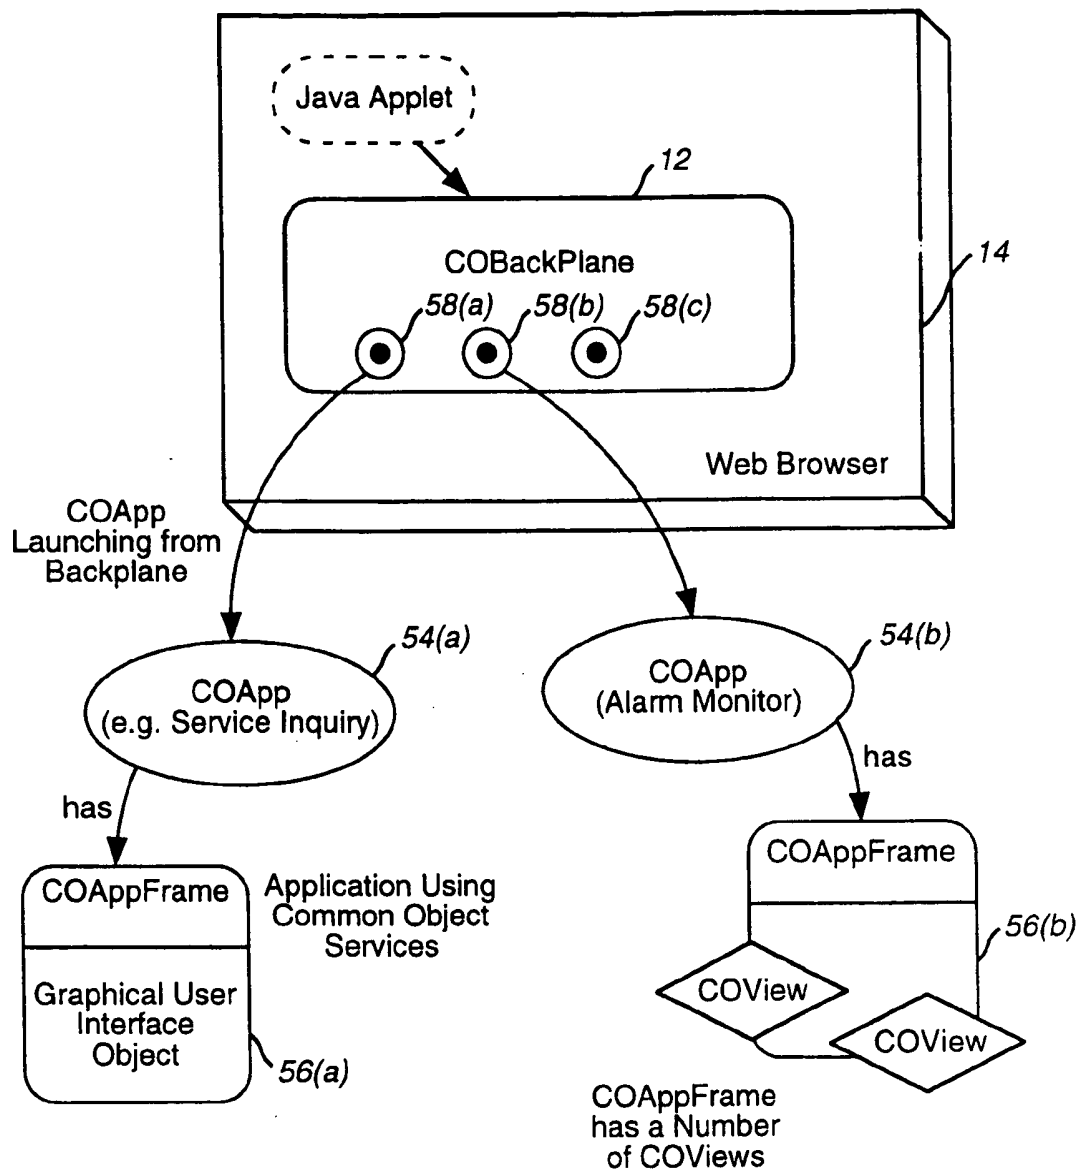 Java Applet
12
COBackPlane
14
58(a)
58(b)
58(c)
Web Browser
COApp
Launching from
Backplane
54(a)
54(b)
COApp
(e.g. Service Inquiry)
COApp
(Alarm Monitor)
has
has
COAppFrame
COAppFrame
Application Using
Common Object
Services
56(b)
Graphical User
Interface
Object
COView
COView
56(a)
COAppFrame
has a Number
of COViews